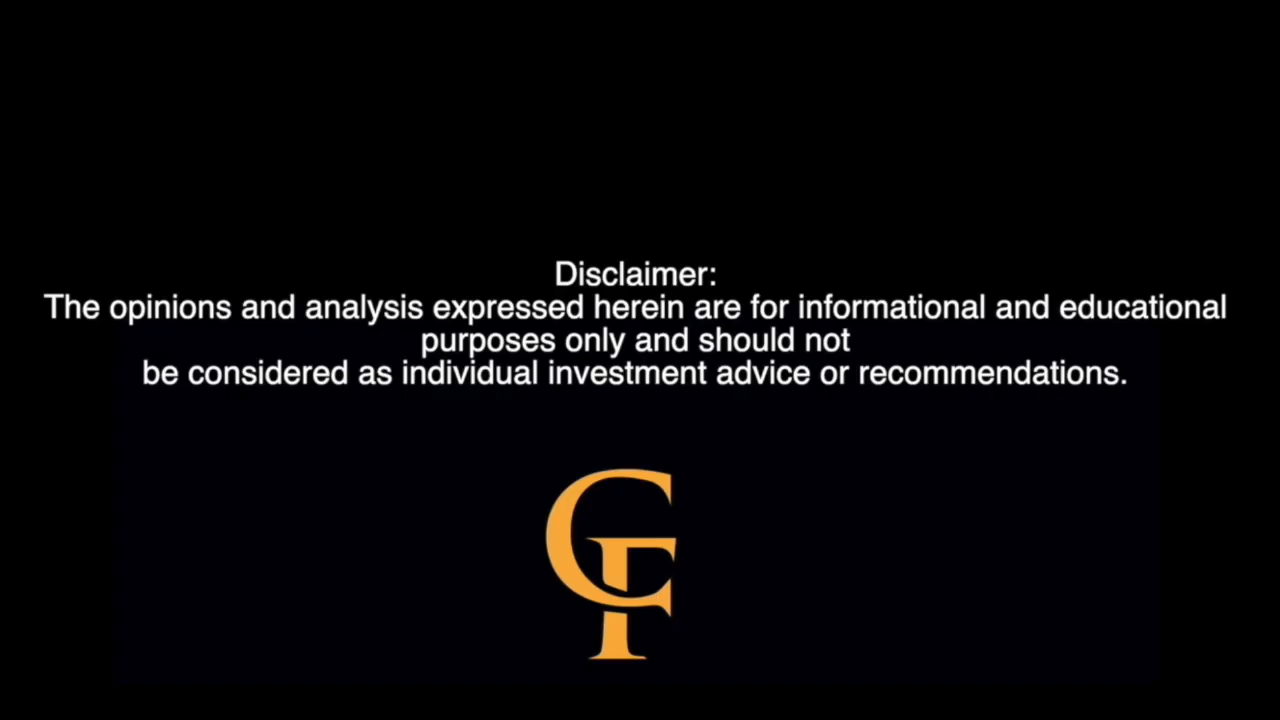 Disclaimer:
The opinions and analysis expressed herein are for informational and educational
purposes only and should not
be considered as individual investment advice or recommendations.
CF